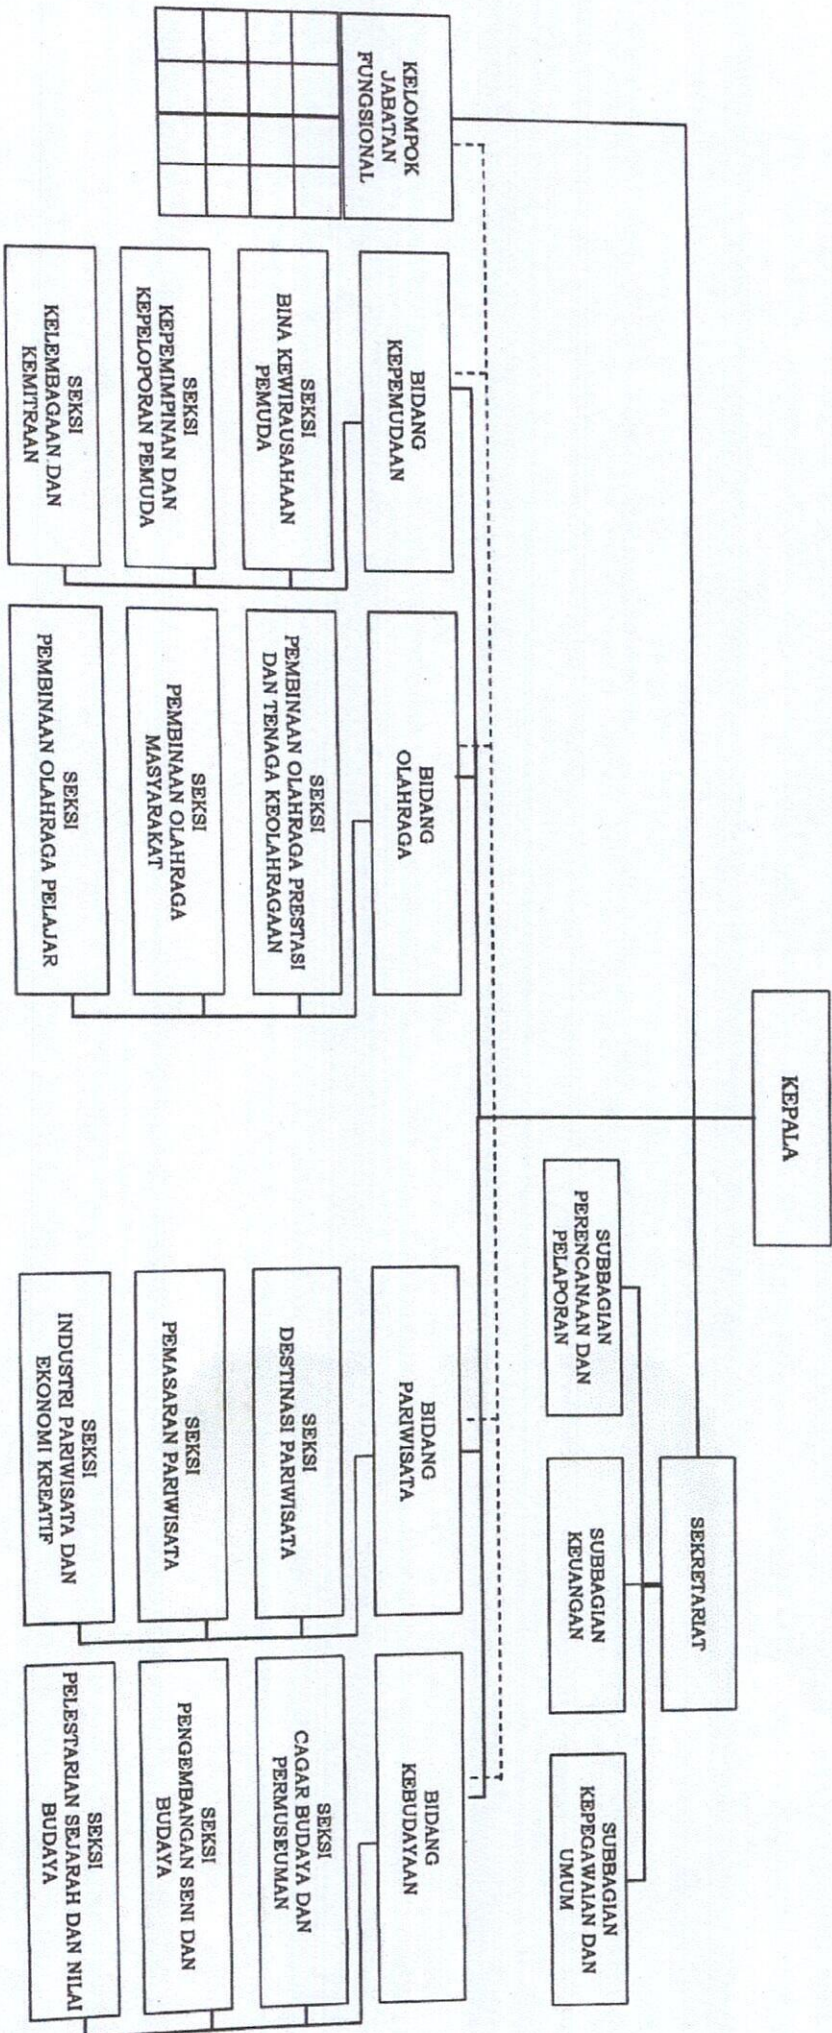 KEPALA
SEKRETARIAT
SUBBAGIAN
PERENCANAAN DAN
PELAPORAN
SUBBAGIAN
KEUANGAN
SUBBAGIAN
KEPEGAWAIAN DAN
UMUM
KELOMPOK
JABATAN
FUNGSIONAL
BIDANG
KEPEMUDAAN
SEKSI
BINA KEWIRAUSAHAAN
PEMUDA
SEKSI
KEPEMIMPINAN DAN
KEPELOPORAN PEMUDA
SEKSI
KELEMBAGAAN DAN
KEMITRAAN
BIDANG
OLAHRAGA
SEKSI
PEMBINAAN OLAHRAGA PRESTASI
DAN TENAGA KEOLAHRAGAAN
SEKSI
PEMBINAAN OLAHRAGA
MASYARAKAT
SEKSI
PEMBINAAN OLAHRAGA PELAJAR
BIDANG
PARIWISATA
SEKSI
DESTINASI PARIWISATA
SEKSI
PEMASARAN PARIWISATA
SEKSI
INDUSTRI PARIWISATA DAN
EKONOMI KREATIF
BIDANG
KEBUDAYAAN
SEKSI
CAGAR BUDAYA DAN
PERMUSEUMAN
SEKSI
PENGEMBANGAN SENI DAN
BUDAYA
SEKSI
PELESTARIAN SEJARAH DAN NILAI
BUDAYA